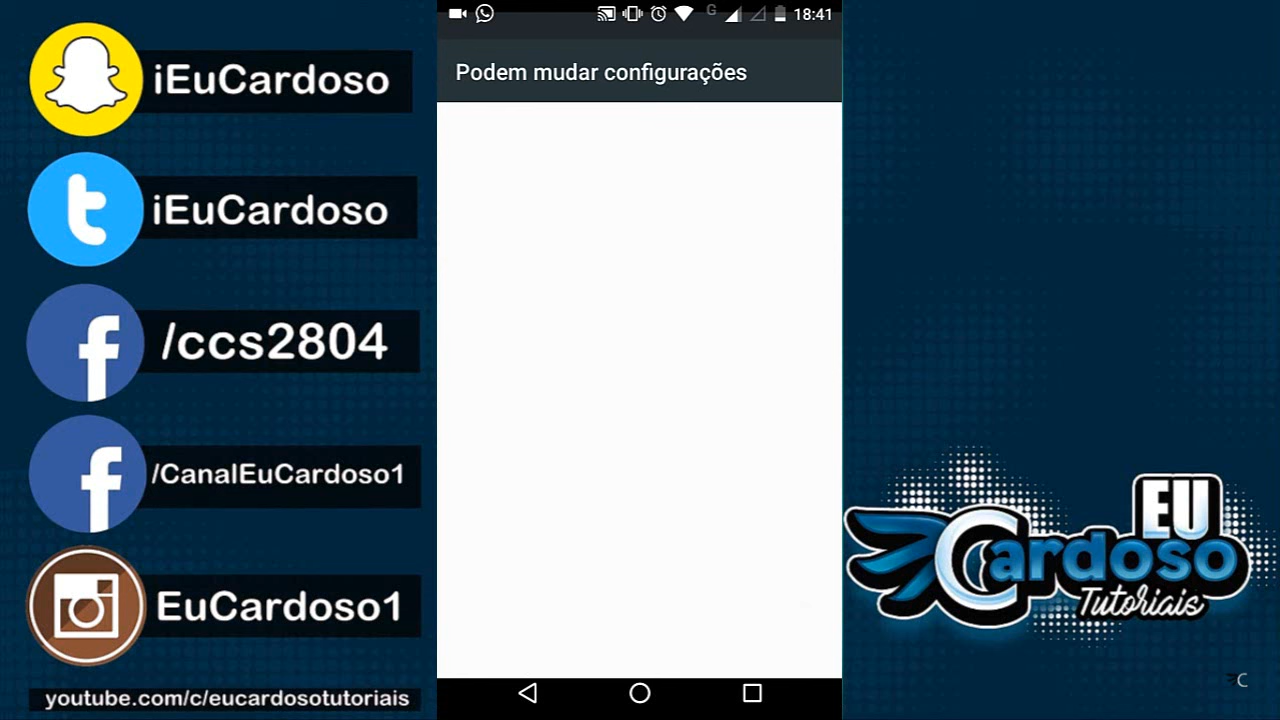 iEuCardoso
iEuCardoso
/ccs2804
/CanalEuCardoso1
EuCardoso1
youtube.com/c/eucardosotutoriais
G
18:41
Podem mudar configurações
EU
Cardoso
Tutoriais
C